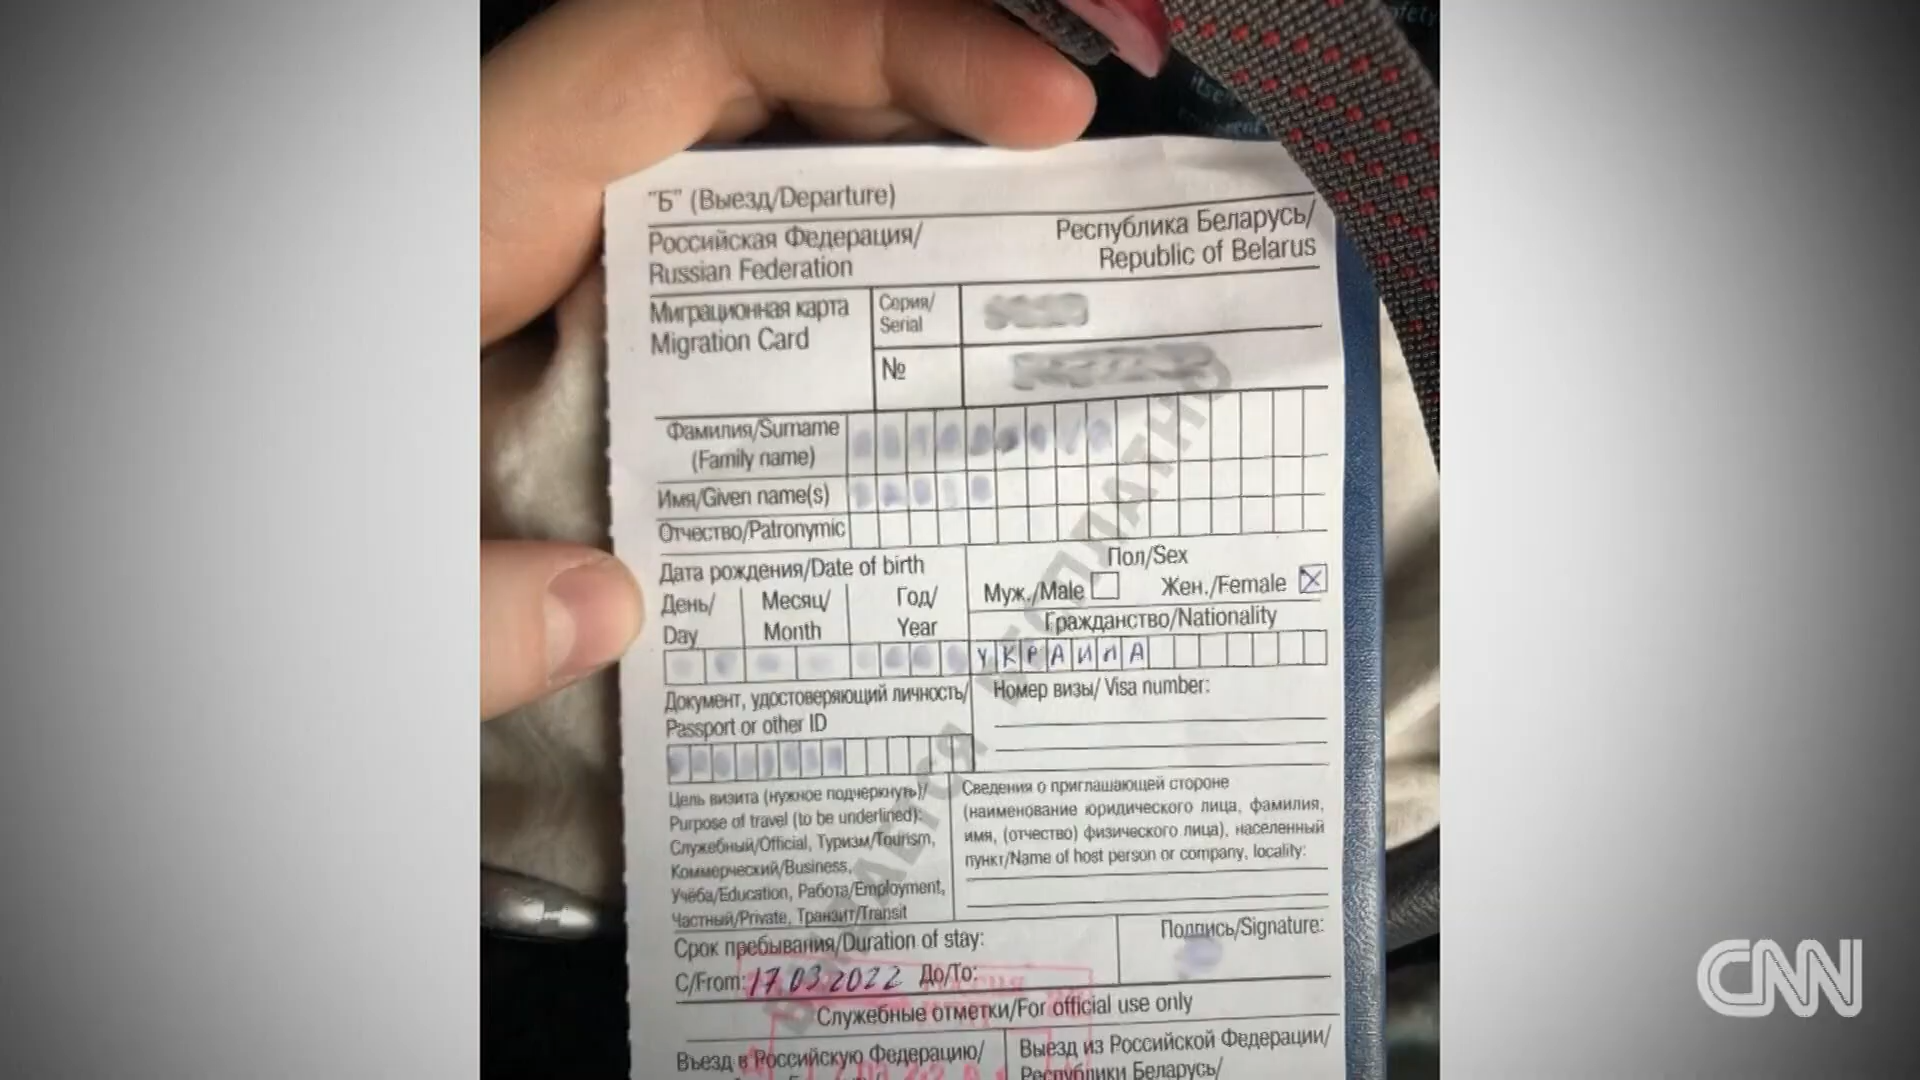 "Б" (Выезд/Departure)
Российская Федерация/
Russian Federation
Республика Беларусь/
Republic of Belarus
Миграционная карта
Migration Card
Серия/
Serial
№
Фамилия/Surname
(Family name)
Имя/Given name(s)
Отчество/Patronymic
Дата рождения/Date of birth
День/
Day
Месяц/
Month
Год/
Year
Пол/Sex
Муж./Male
Жен./Female
Гражданство/Nationality
УКРАИНА
Документ, удостоверяющий личность/
Passport or other ID
Номер визы/ Visa number:
Цель визита (нужное подчеркнуть)/
Purpose of travel (to be underlined):
Служебный/Official, Туризм/Tourism,
Коммерческий/Business,
Учёба/Education, Работа/Employment,
Частный/Private, Транзит/Transit
Сведения о приглашающей стороне
(наименование юридического лица, фамилия,
имя, (отчество) физического лица), населенный
пункт/Name of host person or company, locality:
Срок пребывания/Duration of stay:
С/From: 17 03 2022 До/To:
Подпись/Signature:
Служебные отметки/For official use only
Въезд в Российскую Федерацию/
Выезд из Российской Федерации/
Республики Беларусь/
ВЫДАЕТСЯ БЕСПЛАТНО
CNN